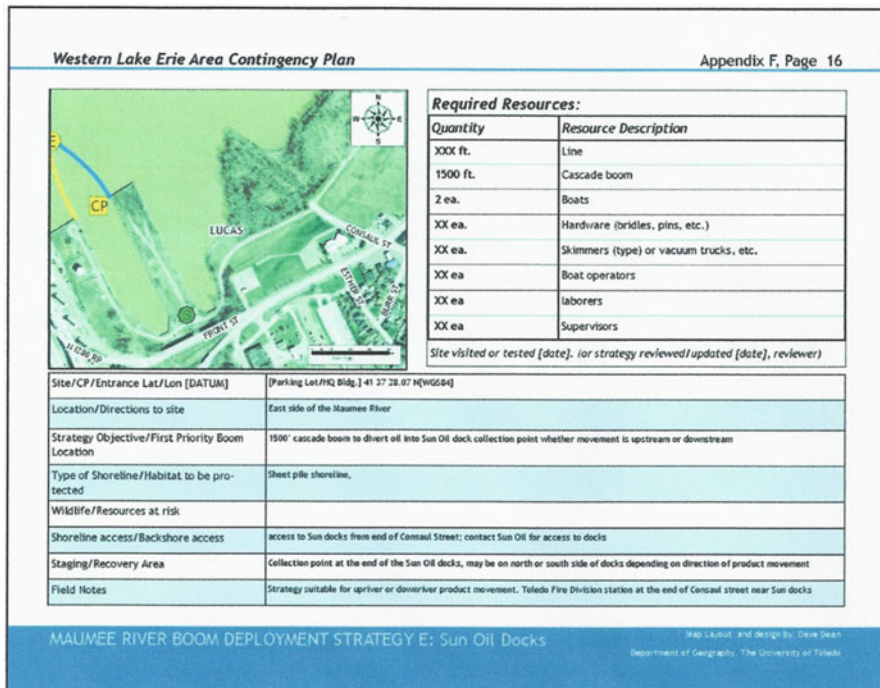 Western Lake Erie Area Contingency Plan
Appendix F, Page 16
N
W E
S
E
CP
LUCAS
CONSAUL ST
ESTHER ST
BURR ST
FRONT ST
S
N I280 RP
Required Resources:
Quantity Resource Description
XXX ft. Line
1500 ft. Cascade boom
2 ea. Boats
XX ea. Hardware (bridles, pins, etc.)
XX ea. Skimmers (type) or vacuum trucks, etc.
XX ea Boat operators
XX ea laborers
XX ea Supervisors
Site visited or tested [date]. (or strategy reviewed/updated [date], reviewer)
Site/CP/Entrance Lat/Lon [DATUM] [Parking Lot/HQ Bldg.] 41 37 28.07 N[WGS84]
Location/Directions to site East side of the Maumee River
Strategy Objective/First Priority Boom
Location
1500' cascade boom to divert oil into Sun Oil dock collection point whether movement is upstream or downstream
Type of Shoreline/Habitat to be pro-
tected
Sheet pile shoreline,
Wildlife/Resources at risk
Shoreline access/Backshore access access to Sun docks from end of Consaul Street; contact Sun Oil for access to docks
Staging/Recovery Area Collection point at the end of the Sun Oil docks, may be on north or south side of docks depending on direction of product movement
Field Notes Strategy suitable for upriver or downriver product movement. Toledo Fire Division station at the end of Consaul street near Sun docks
MAUMEE RIVER BOOM DEPLOYMENT STRATEGY E: Sun Oil Docks
Map Layout and design by: Dave Dean
Department of Geography, The University of Toledo